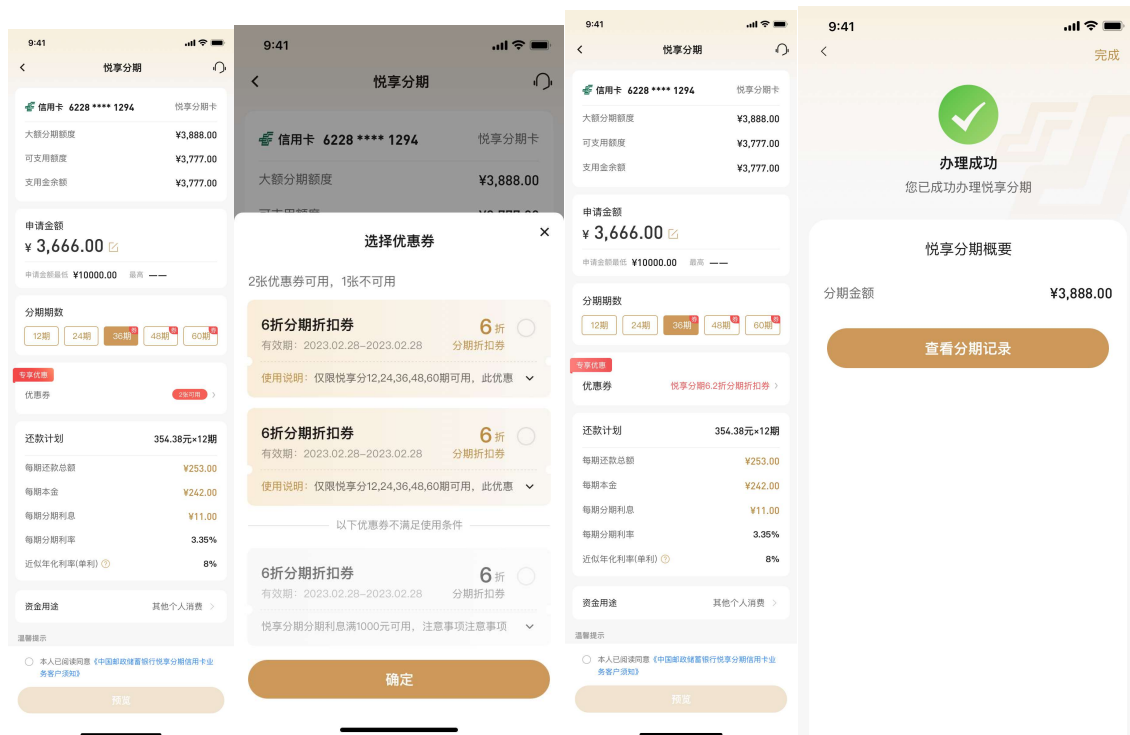 9:41
悦享分期
信用卡 6228 **** 1294
悦享分期卡
大额分期额度
¥3,888.00
可支用额度
¥3,777.00
支用金余额
¥3,777.00
申请金额
¥ 3,666.00
申请金额最低 ¥10000.00 最高 ——
分期期数
12期 24期 36期 48期 60期
券 券 券
专享优惠
优惠券
2张可用
还款计划
354.38元×12期
每期还款总额
¥253.00
每期本金
¥242.00
每期分期利息
¥11.00
每期分期利率
3.35%
近似年化利率(单利)
8%
资金用途
其他个人消费
温馨提示
本人已阅读同意《中国邮政储蓄银行悦享分期信用卡业
务客户须知》
预览
9:41
悦享分期
信用卡 6228 **** 1294
悦享分期卡
大额分期额度
¥3,888.00
选择优惠券
2张优惠券可用，1张不可用
6折分期折扣券
6折
有效期：2023.02.28–2023.02.28
分期折扣券
使用说明：仅限悦享分12,24,36,48,60期可用，此优惠
6折分期折扣券
6折
有效期：2023.02.28–2023.02.28
分期折扣券
使用说明：仅限悦享分12,24,36,48,60期可用，此优惠
以下优惠券不满足使用条件
6折分期折扣券
6折
有效期：2023.02.28–2023.02.28
分期折扣券
悦享分期分期利息满1000元可用，注意事项注意事项
确定
9:41
悦享分期
信用卡 6228 **** 1294
悦享分期卡
大额分期额度
¥3,888.00
可支用额度
¥3,777.00
支用金余额
¥3,777.00
申请金额
¥ 3,666.00
申请金额最低 ¥10000.00 最高 ——
分期期数
12期 24期 36期 48期 60期
券 券 券
专享优惠
优惠券
悦享分期6.2折分期折扣券
还款计划
354.38元×12期
每期还款总额
¥253.00
每期本金
¥242.00
每期分期利息
¥11.00
每期分期利率
3.35%
近似年化利率(单利)
8%
资金用途
其他个人消费
温馨提示
本人已阅读同意《中国邮政储蓄银行悦享分期信用卡业
务客户须知》
预览
9:41
完成
办理成功
您已成功办理悦享分期
悦享分期概要
分期金额
¥3,888.00
查看分期记录